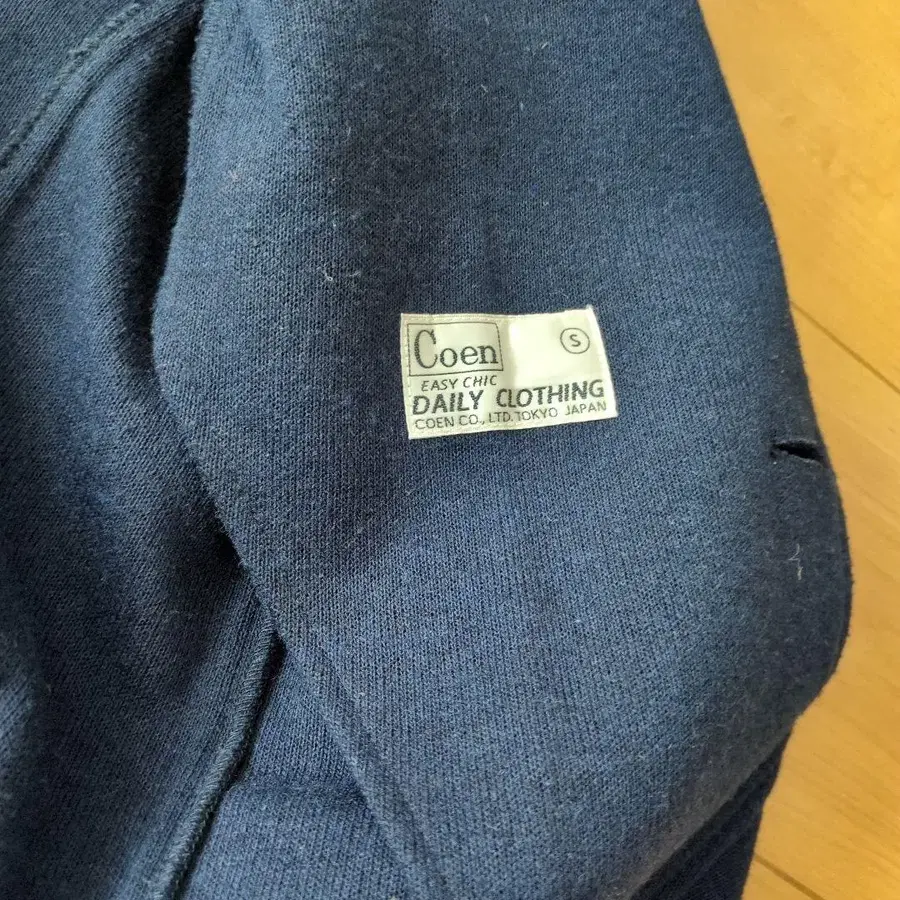 Coen
S
EASY CHIC
DAILY CLOTHING
COEN CO., LTD. TOKYO JAPAN